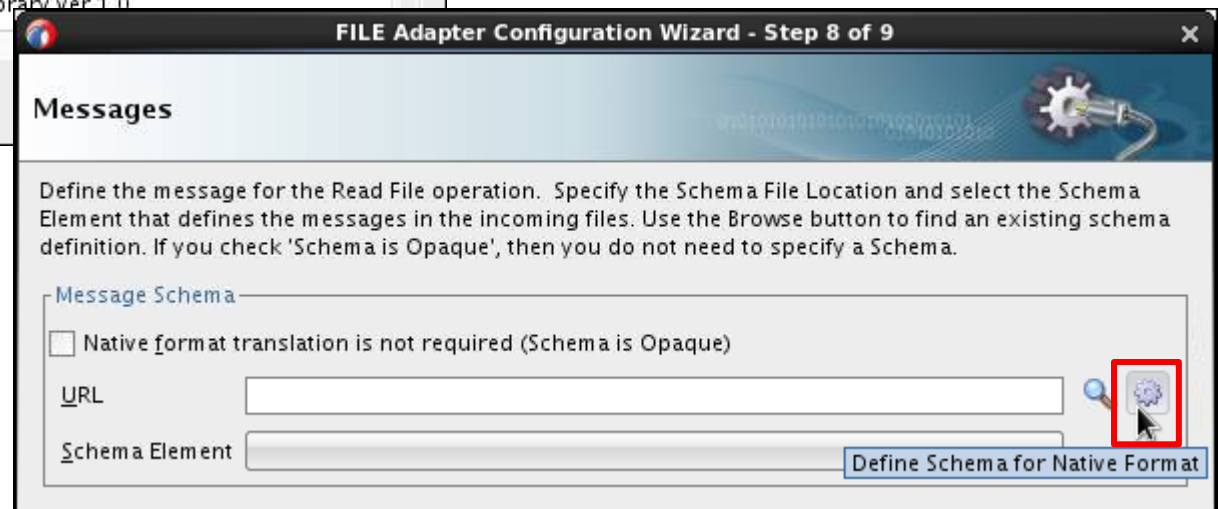 brary ver 1.0
FILE Adapter Configuration Wizard - Step 8 of 9
Messages
Define the message for the Read File operation.  Specify the Schema File Location and select the Schema
Element that defines the messages in the incoming files. Use the Browse button to find an existing schema
definition. If you check 'Schema is Opaque', then you do not need to specify a Schema.
Message Schema
Native format translation is not required (Schema is Opaque)
URL
Schema Element
Define Schema for Native Format